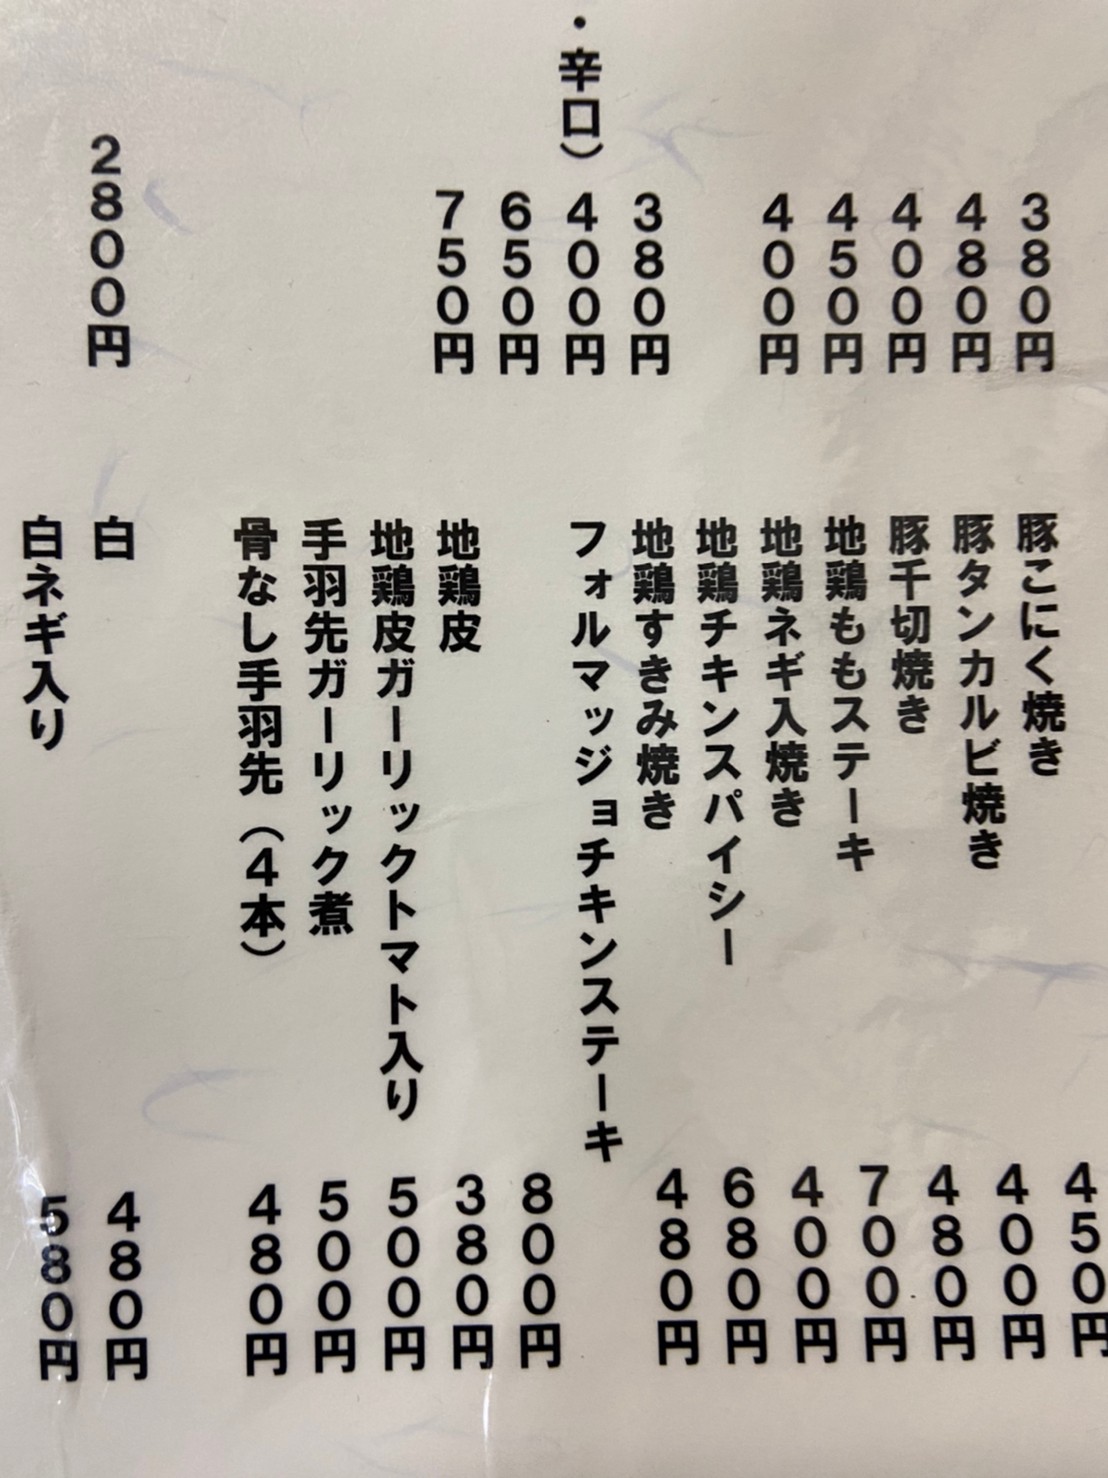 380円
480円
400円
450円
400円
380円
・辛口）400円
650円
750円
2800円
豚こにく焼き 450円
豚タンカルビ焼き 400円
豚千切焼き 480円
地鶏ももステーキ 700円
地鶏ネギ入焼き 400円
地鶏チキンスパイシー 680円
地鶏すきみ焼き 480円
フォルマッジョチキンステーキ 800円
地鶏皮 380円
地鶏皮ガーリックトマト入り 500円
手羽先ガーリック煮 500円
骨なし手羽先（4本） 480円
白 480円
白ネギ入り 580円